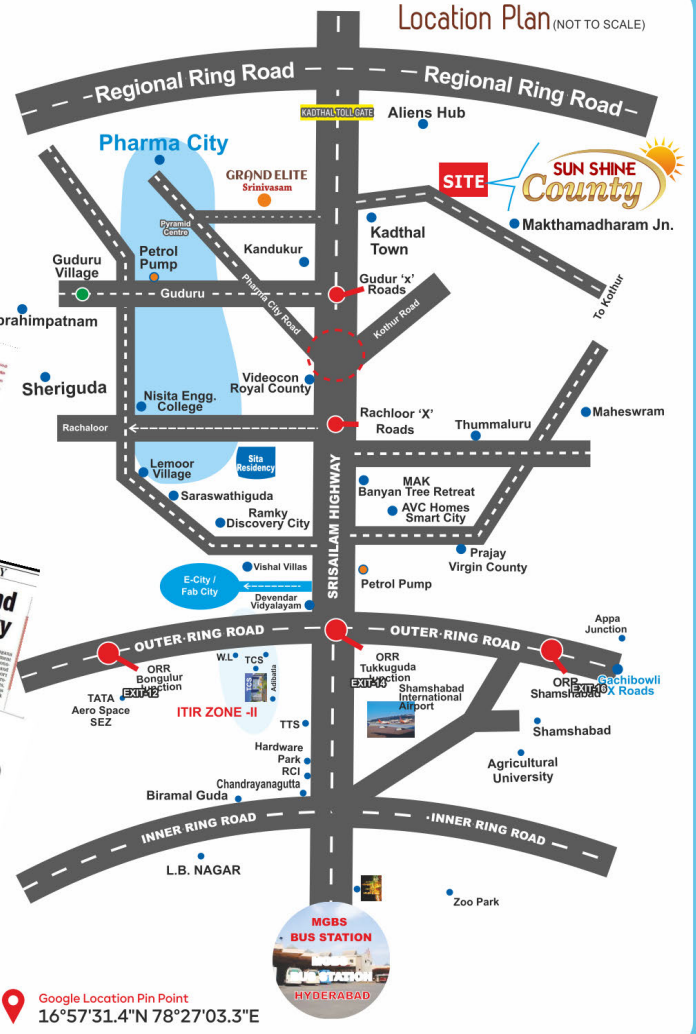 Location Plan (NOT TO SCALE)
Regional Ring Road
Regional Ring Road
KADTHAL TOLL GATE
Aliens Hub
Pharma City
GRAND ELITE
Srinivasam
SITE
SUN SHINE
County
Makthamadharam Jn.
Pyramid
Centre
Kadthal
Town
Kandukur
Petrol
Pump
Guduru
Village
Guduru
Pharma City Road
Gudur 'x'
Roads
Kothur Road
To Kothur
brahimpatnam
Sheriguda
Videocon
Royal County
Nisita Engg.
College
Rachaloor
Rachloor 'X'
Roads
Thummaluru
Maheswram
Lemoor
Village
Sita
Residency
Saraswathiguda
Ramky
Discovery City
SRISAILAM HIGHWAY
MAK
Banyan Tree Retreat
AVC Homes
Smart City
Prajay
Virgin County
Vishal Villas
E-City /
Fab City
Devendar
Vidyalayam
Petrol Pump
OUTER RING ROAD
OUTER RING ROAD
Appa
Junction
Gachibowli
X Roads
ORR
Bongulur
Junction
EXIT-12
TATA
Aero Space
SEZ
W.L
TCS
TCS
Adibatla
ITIR ZONE -II
ORR
Tukkuguda
Junction
EXIT-14
Shamshabad
International
Airport
ORR
Shamshabad
EXIT-16
Shamshabad
TTS
Hardware
Park
RCI
Chandrayanagutta
Agricultural
University
Biramal Guda
INNER RING ROAD
INNER RING ROAD
L.B. NAGAR
Zoo Park
MGBS
BUS STATION
BUS STATION
HYDERABAD
Google Location Pin Point
16°57'31.4"N 78°27'03.3"E